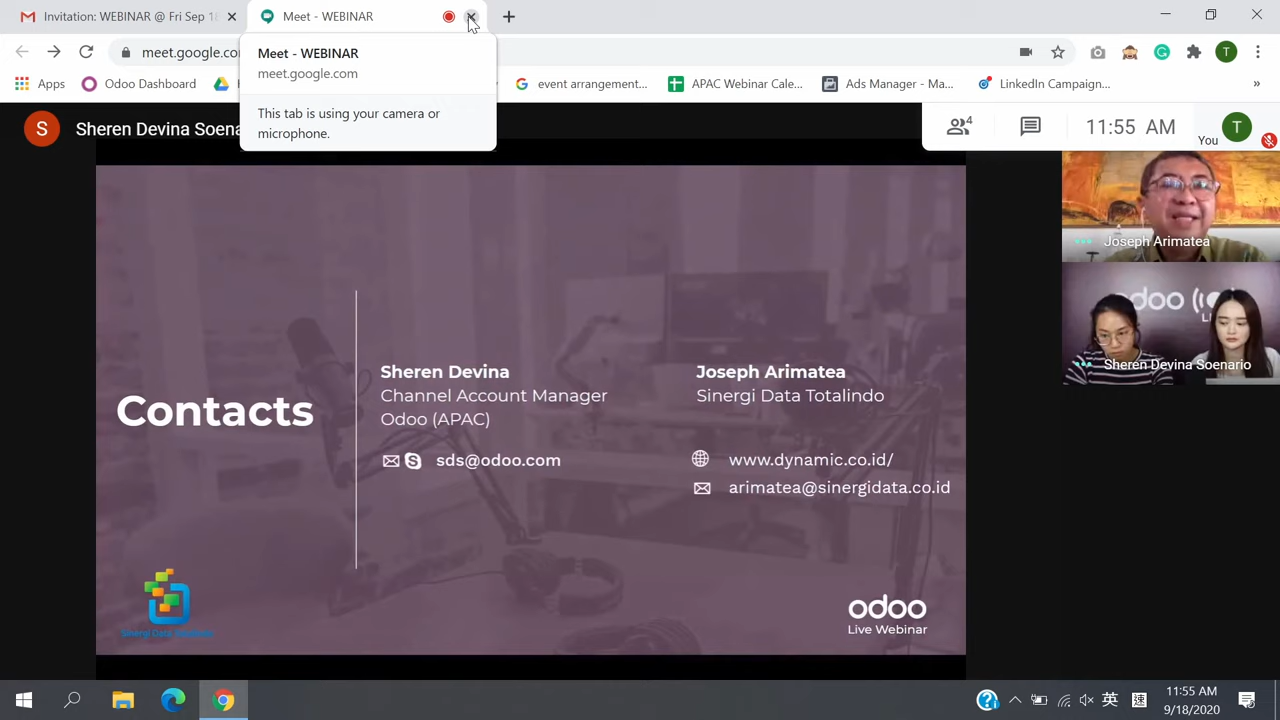 Invitation: WEBINAR @ Fri Sep 18
Meet - WEBINAR
meet.google.co
Meet - WEBINAR
meet.google.com
This tab is using your camera or
microphone.
T
Apps
Odoo Dashboard
event arrangement...
APAC Webinar Cale...
Ads Manager - Ma...
LinkedIn Campaign...
»
S
Sheren Devina Soena
4
11:55 AM
You
T
Joseph Arimatea
odoo
Sheren Devina Soenario
Contacts
Sheren Devina
Channel Account Manager
Odoo (APAC)
sds@odoo.com
Joseph Arimatea
Sinergi Data Totalindo
www.dynamic.co.id/
arimatea@sinergidata.co.id
odoo
Live Webinar
英
11:55 AM
9/18/2020